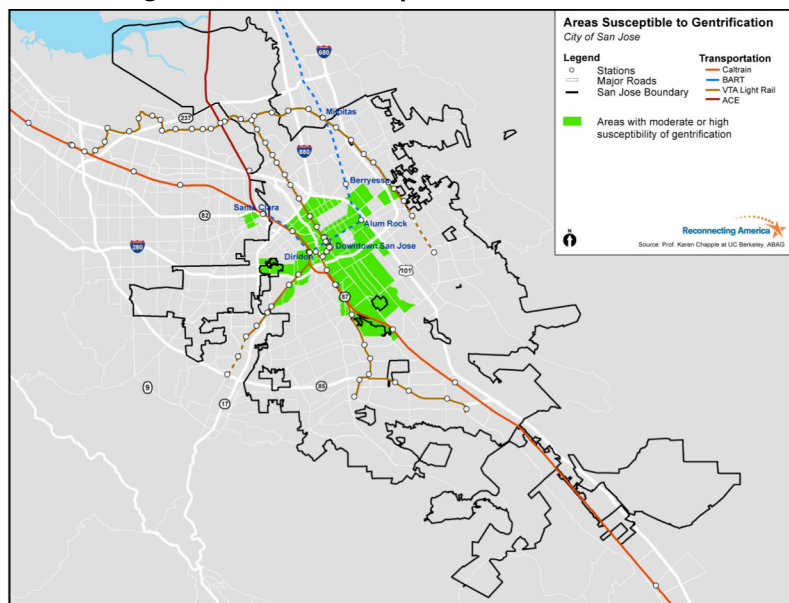 Areas Susceptible to Gentrification
City of San Jose
Legend
Stations
Major Roads
San Jose Boundary
Areas with moderate or high
susceptibility of gentrification
Transportation
Caltrain
BART
VTA Light Rail
ACE
Reconnecting America
Source: Prof. Karen Chapple at UC Berkeley, ABAG
680
237
Milpitas
880
Berryessa
82
Santa Clara
Alum Rock
280
Diridon
Downtown San Jose
101
87
9
85
17